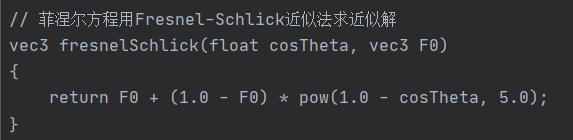 // 菲涅尔方程用Fresnel-Schlick近似法求近似解
vec3 fresnelSchlick(float cosTheta, vec3 F0)
{
    return F0 + (1.0 - F0) * pow(1.0 - cosTheta, 5.0);
}